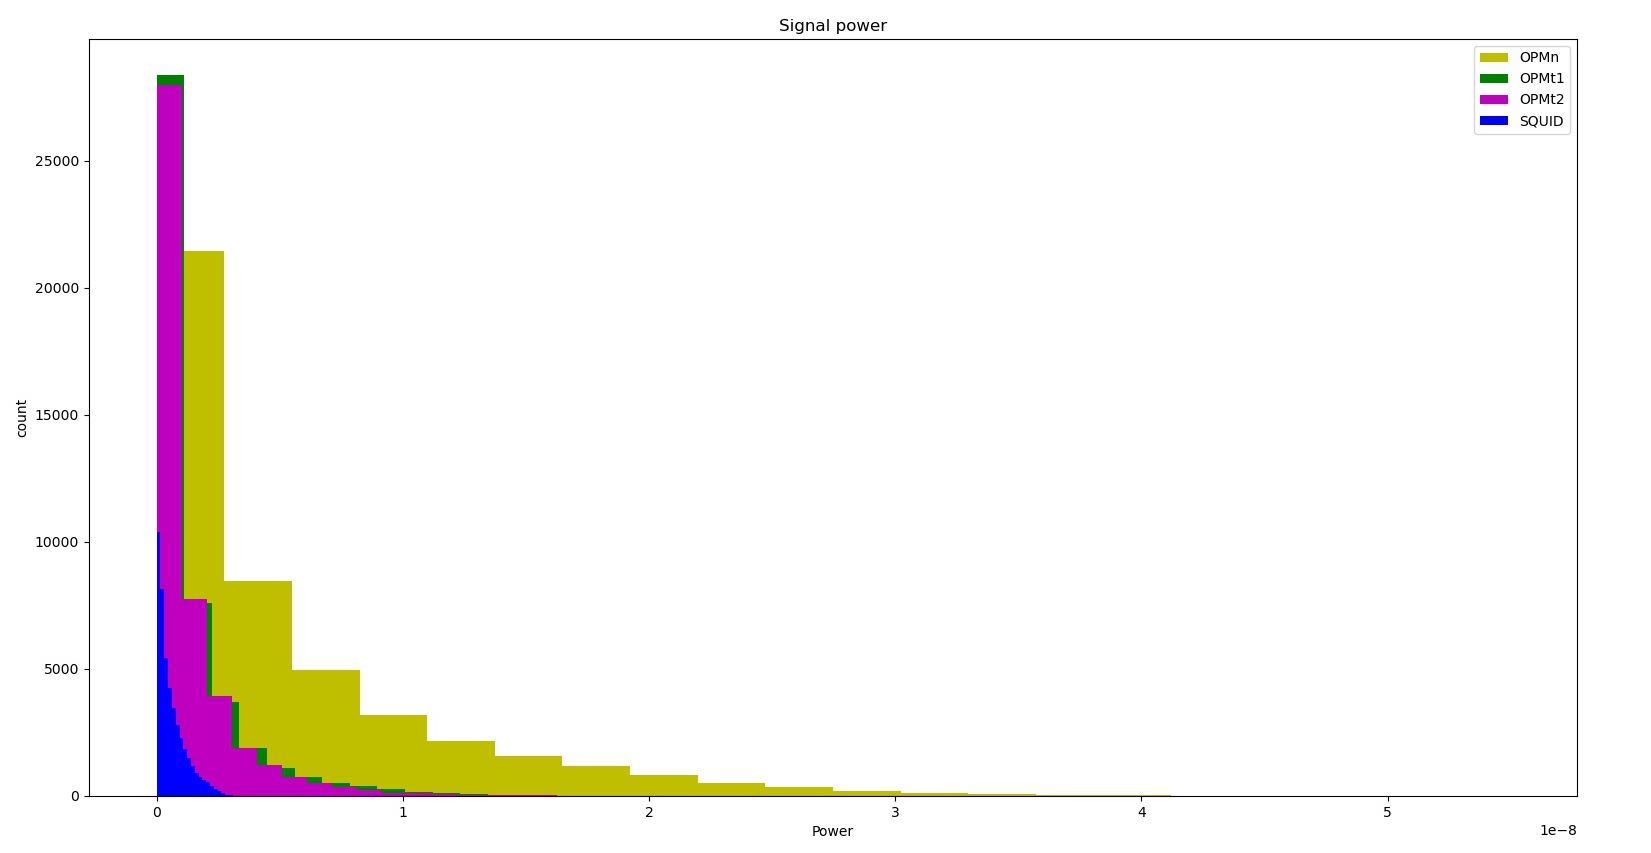 Signal power
OPMn
OPMt1
OPMt2
SQUID
25000
20000
15000
10000
5000
0
count
0 1 2 3 4 5
Power
1e−8